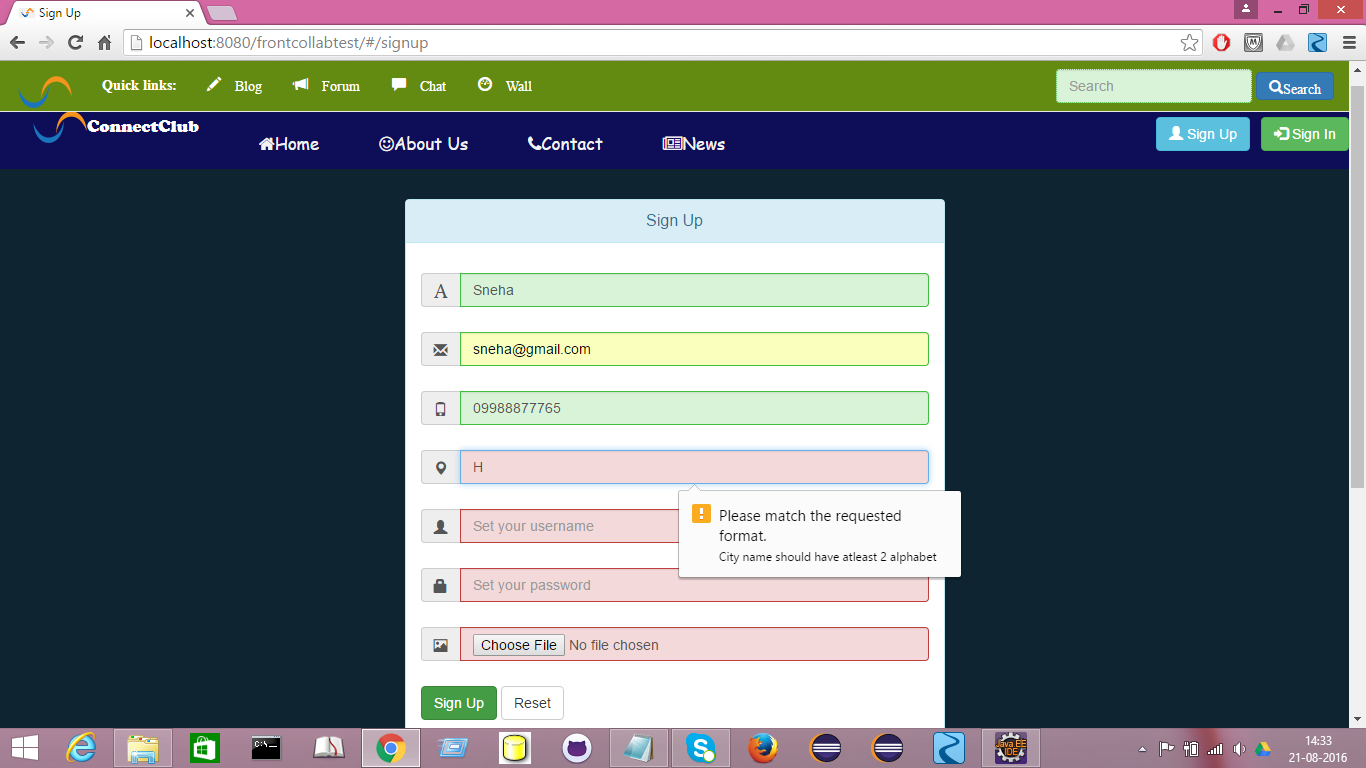 Sign Up
localhost:8080/frontcollabtest/#/signup
Quick links: Blog Forum Chat Wall Search Search
ConnectClub Home About Us Contact News Sign Up Sign In
Sign Up
A Sneha
sneha@gmail.com
09988877765
H
Please match the requested
format.
City name should have atleast 2 alphabet
Set your username
Set your password
Choose File No file chosen
Sign Up Reset
C:\_
Java EE
IDE
14:33
21-08-2016